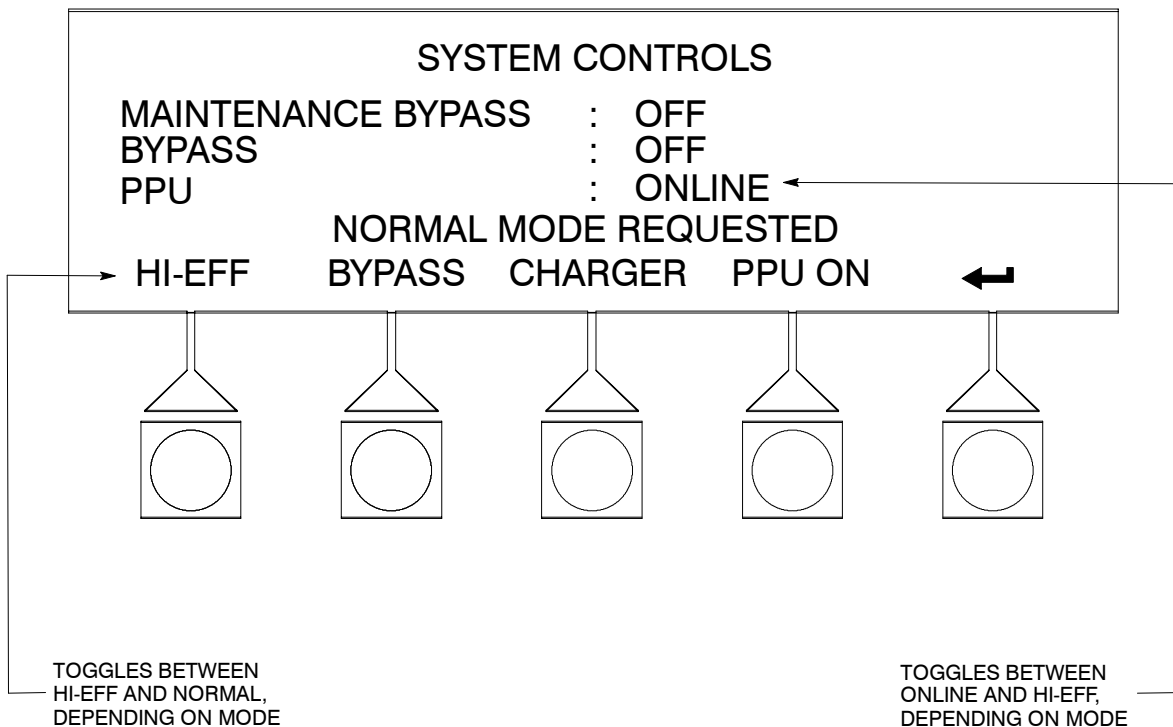 SYSTEM CONTROLS
MAINTENANCE BYPASS : OFF
BYPASS : OFF
PPU : ONLINE
NORMAL MODE REQUESTED
HI-EFF BYPASS CHARGER PPU ON
TOGGLES BETWEEN
HI-EFF AND NORMAL,
DEPENDING ON MODE
TOGGLES BETWEEN
ONLINE AND HI-EFF,
DEPENDING ON MODE